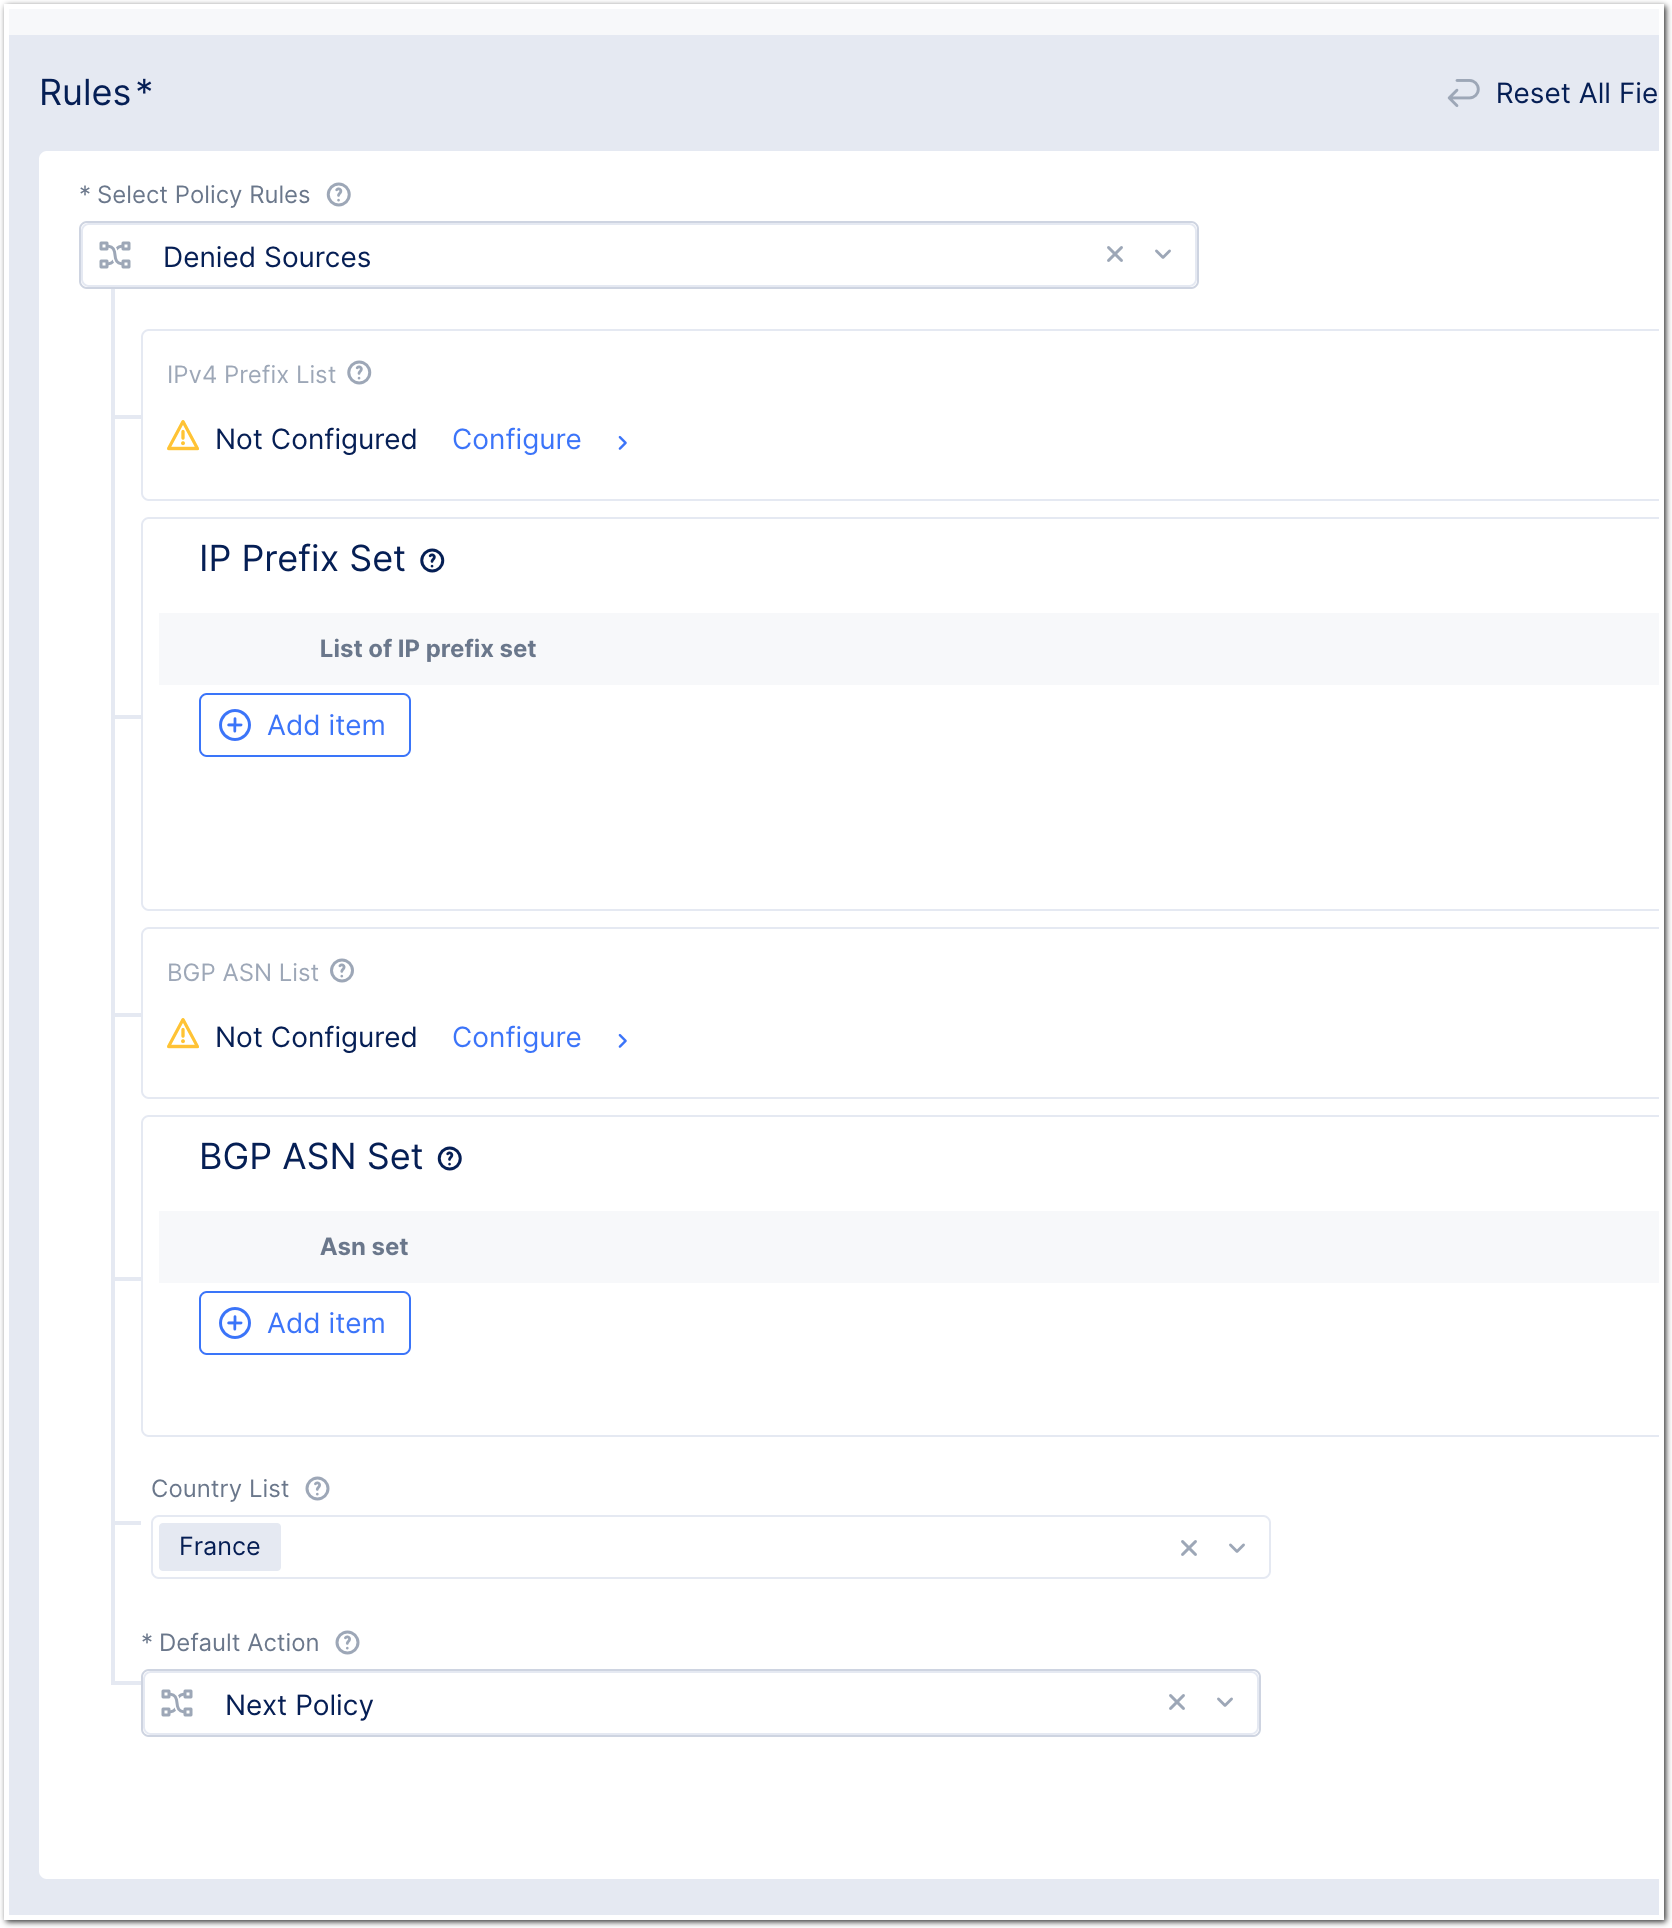 Rules*
Reset All Fie
* Select Policy Rules
Denied Sources
IPv4 Prefix List
Not Configured Configure
IP Prefix Set
List of IP prefix set
Add item
BGP ASN List
Not Configured Configure
BGP ASN Set
Asn set
Add item
Country List
France
* Default Action
Next Policy